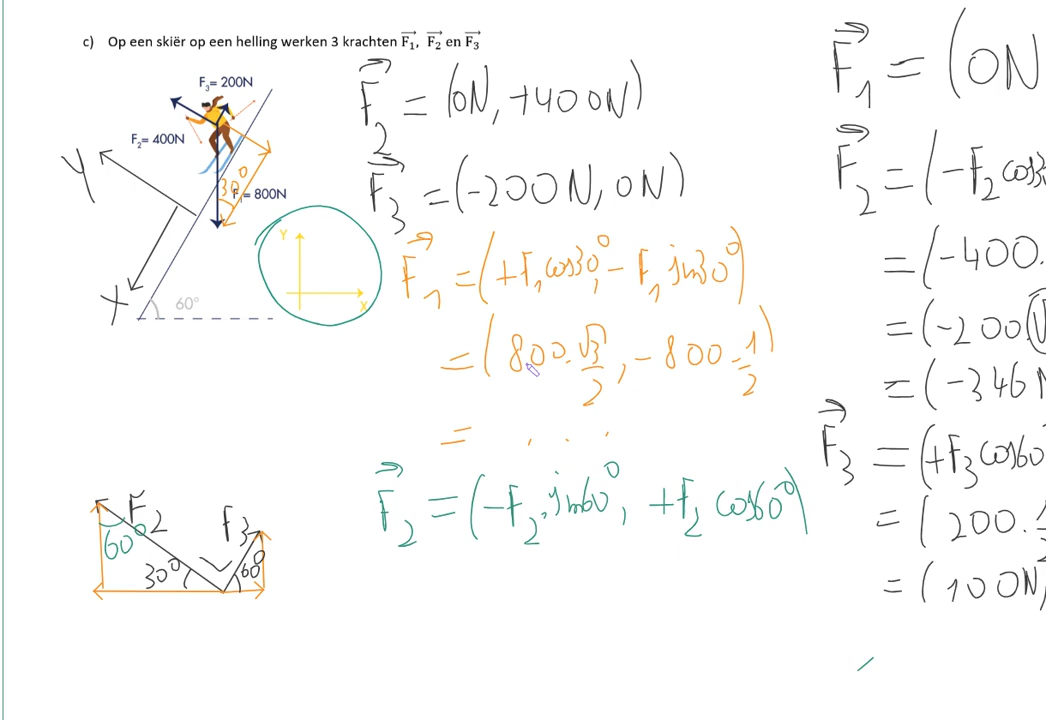 c) Op een skiër op een helling werken 3 krachten F₁, F₂ en F₃
F₃= 200N
F₂= 400N
30°
F₁= 800N
Y
X
60°
Y
X
F₂ = (0N, +400N)
F₃ = (-200N, 0N)
F₁ = (+F₁cos30°, - F₁ sin30°)
= (800.√3/2, -800.1/2)
= . . .
F₂ = (-F₂.sin60°, +F₂ cos60°)
F₂
F₃
60°
30°
60°
F₁ = (0N
F₂ = (-F₂ cos3
= (-400.
= (-200
= (-346
F₃ = (+F₃ cos60
= (200.
= (100N